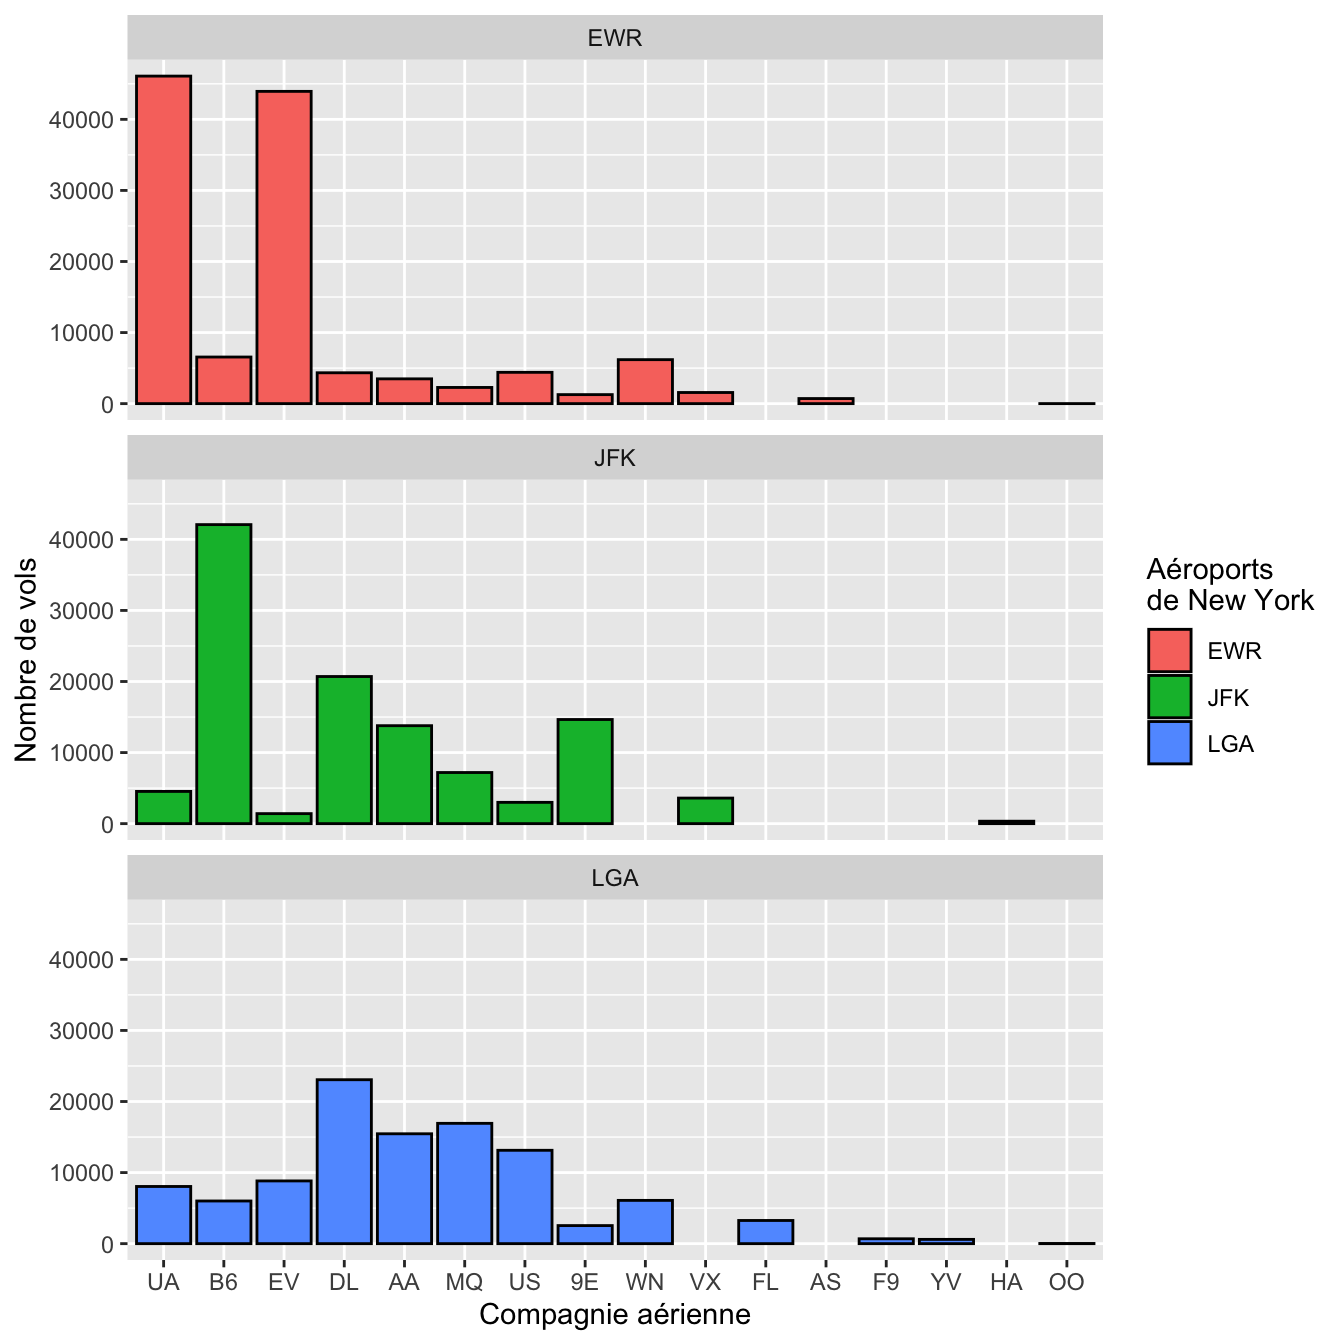 EWR
40000
30000
20000
10000
0
JFK
40000
30000
20000
10000
0
LGA
40000
30000
20000
10000
0
UA B6 EV DL AA MQ US 9E WN VX FL AS F9 YV HA OO
Compagnie aérienne
Nombre de vols
Aéroports
de New York
EWR
JFK
LGA